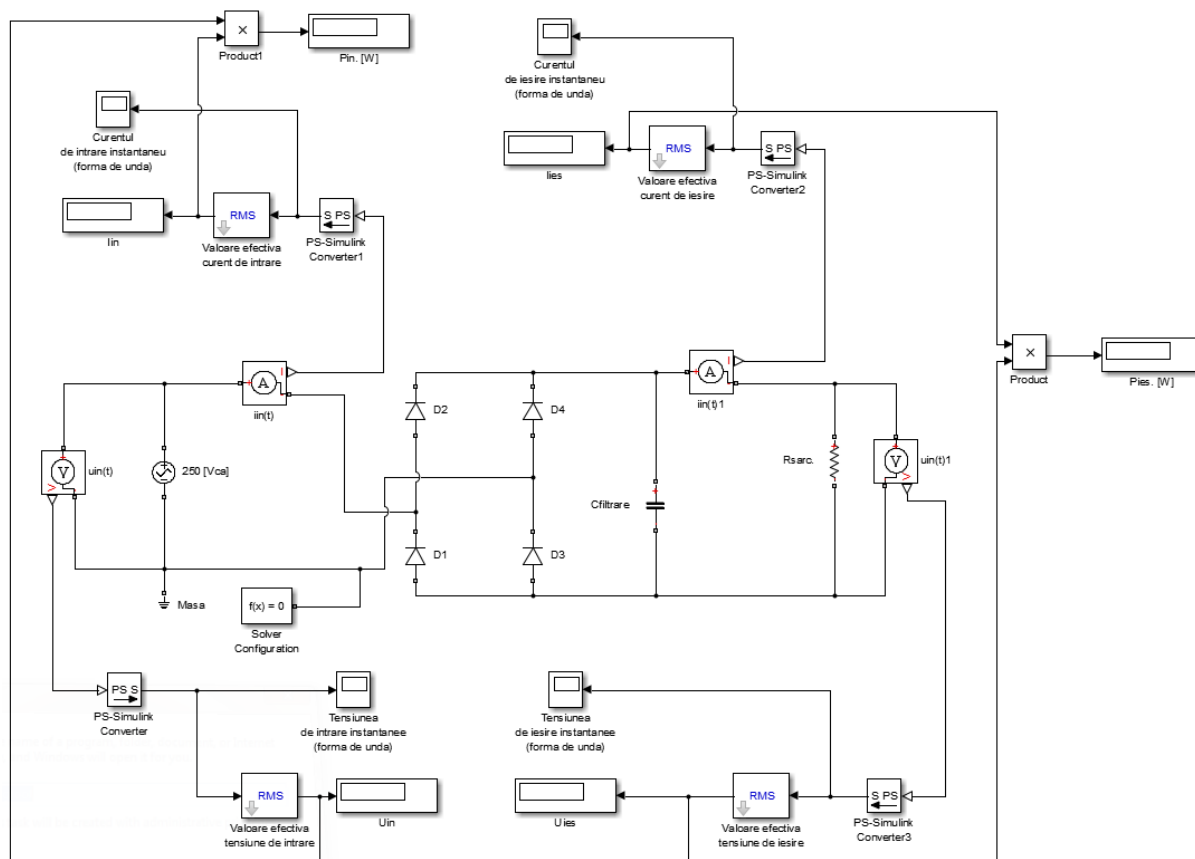 ×
Product1
Pin. [W]
Curentul
de iesire instantaneu
(forma de unda)
Curentul
de intrare instantaneu
(forma de unda)
Iies
RMS
Valoare efectiva
curent de iesire
S PS
PS-Simulink
Converter2
Iin
RMS
Valoare efectiva
curent de intrare
S PS
PS-Simulink
Converter1
×
Product
Pies. [W]
+
A
I
iin(t)
+
A
I
iin(t)1
D2
D4
+
V
uin(t)
250 [Vca]
Rsarc.
+
V
uin(t)1
Cfiltrare
D1
D3
Masa
f(x) = 0
Solver
Configuration
PS S
PS-Simulink
Converter
Tensiunea
de intrare instantanee
(forma de unda)
Tensiunea
de iesire instantanee
(forma de unda)
RMS
Valoare efectiva
tensiune de intrare
Uin
Uies
RMS
Valoare efectiva
tensiune de iesire
S PS
PS-Simulink
Converter3